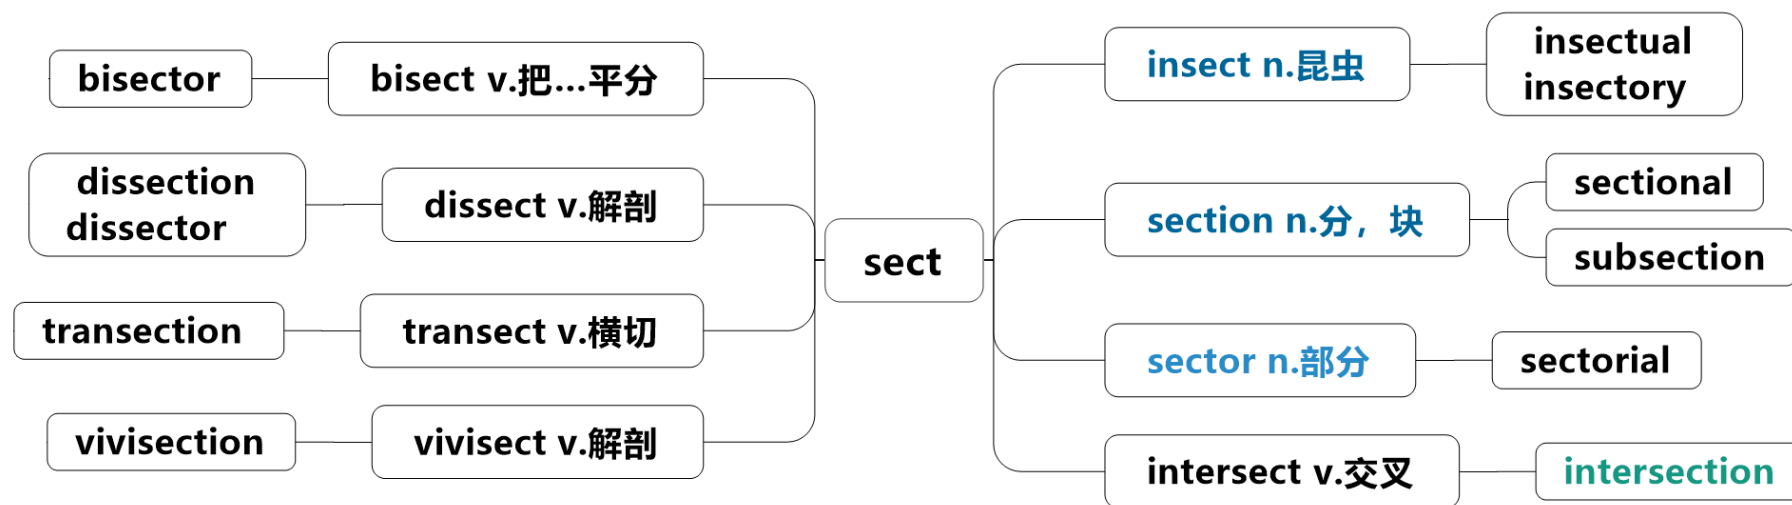 bisector
bisect v.把…平分
dissection
dissector
dissect v.解剖
transection
transect v.横切
vivisection
vivisect v.解剖
sect
insect n.昆虫
insectual
insectory
section n.分，块
sectional
subsection
sector n.部分
sectorial
intersect v.交叉
intersection